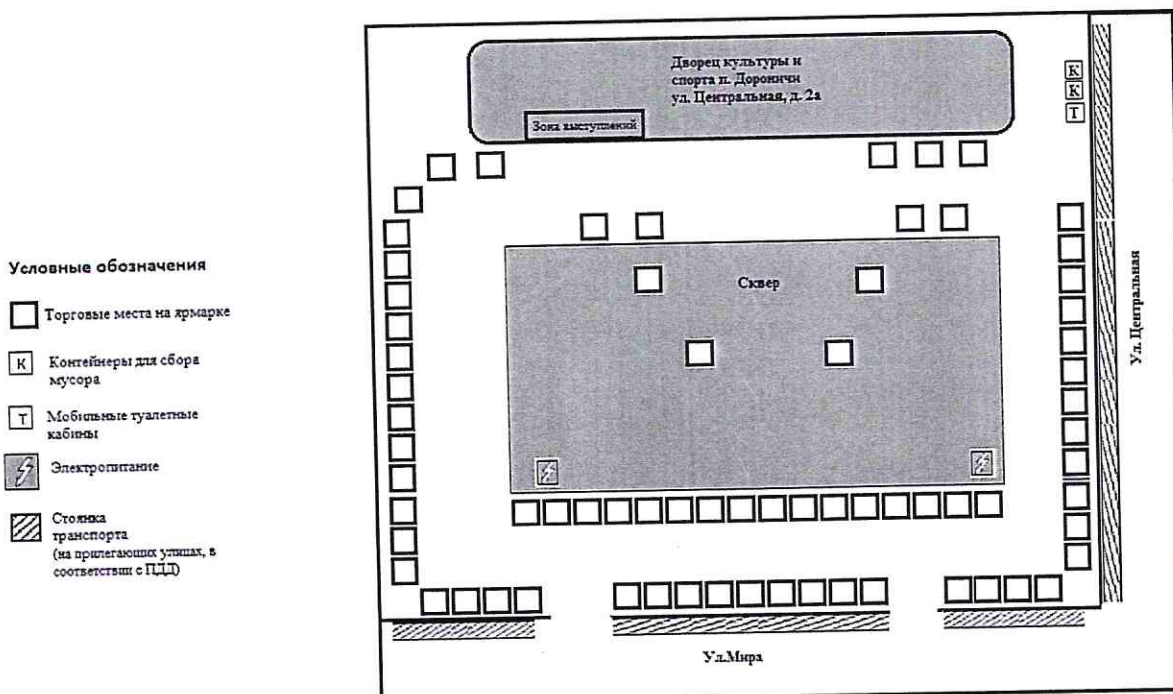 Дворец культуры и
спорта п. Дороничи
ул. Центральная, д. 2а
Зона выступлений
К
К
Т
Сквер
Ул. Центральная
Ул.Мира
Условные обозначения
Торговые места на ярмарке
К
Контейнеры для сбора
мусора
Т
Мобильные туалетные
кабины
Электропитание
Стоянка
транспорта
(на прилегающих улицах, в
соответствии с ПДД)